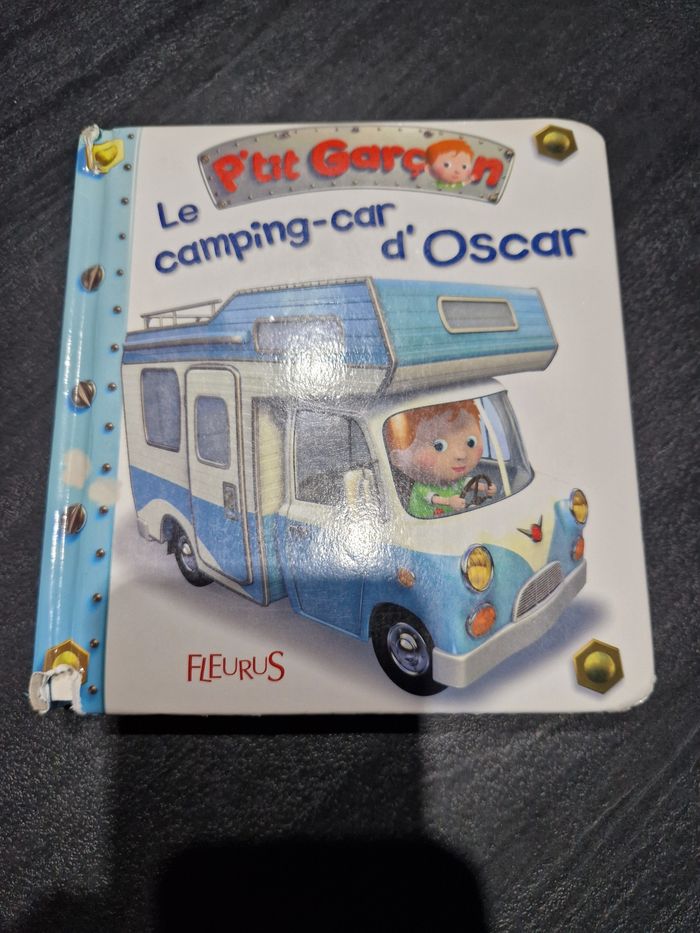 P'tit Garçon
Le
camping-car
d'Oscar
FLEURUS